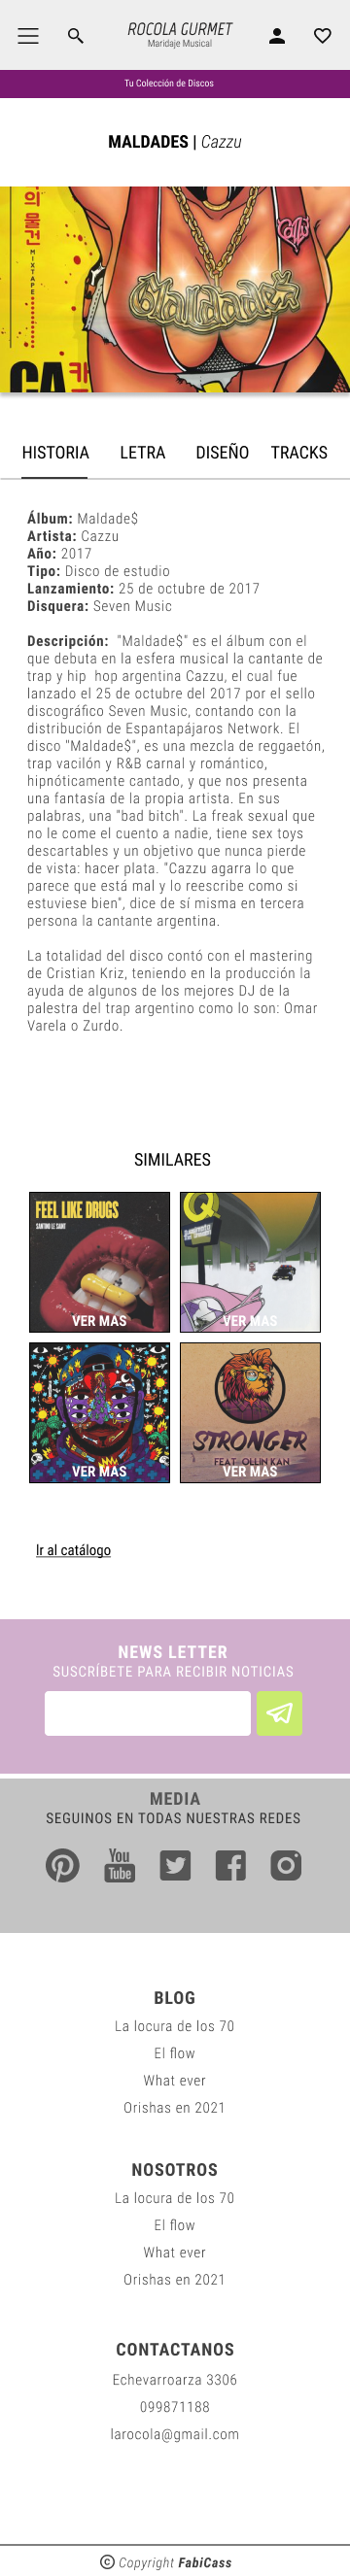 ROCOLA GURMET
Maridaje Musical
Tu Colección de Discos
MALDADES | Cazzu
의 물건
MIXTAPE
Maldade$
CA카
HISTORIA LETRA DISEÑO TRACKS
Álbum: Maldade$
Artista: Cazzu
Año: 2017
Tipo: Disco de estudio
Lanzamiento: 25 de octubre de 2017
Disquera: Seven Music
Descripción: "Maldade$" es el álbum con el
que debuta en la esfera musical la cantante de
trap y hip hop argentina Cazzu, el cual fue
lanzado el 25 de octubre del 2017 por el sello
discográfico Seven Music, contando con la
distribución de Espantapájaros Network. El
disco "Maldade$", es una mezcla de reggaetón,
trap vacilón y R&B carnal y romántico,
hipnóticamente cantado, y que nos presenta
una fantasía de la propia artista. En sus
palabras, una "bad bitch". La freak sexual que
no le come el cuento a nadie, tiene sex toys
descartables y un objetivo que nunca pierde
de vista: hacer plata. "Cazzu agarra lo que
parece que está mal y lo reescribe como si
estuviese bien", dice de sí misma en tercera
persona la cantante argentina.
La totalidad del disco contó con el mastering
de Cristian Kriz, teniendo en la producción la
ayuda de algunos de los mejores DJ de la
palestra del trap argentino como lo son: Omar
Varela o Zurdo.
SIMILARES
FEEL LIKE DRUGS
SANTINO LE SAINT
VER MAS
Q
VER MAS
VER MAS
STRONGER
FEAT. OLLIN KAN
VER MAS
Ir al catálogo
NEWS LETTER
SUSCRÍBETE PARA RECIBIR NOTICIAS
MEDIA
SEGUINOS EN TODAS NUESTRAS REDES
You
Tube
BLOG
La locura de los 70
El flow
What ever
Orishas en 2021
NOSOTROS
La locura de los 70
El flow
What ever
Orishas en 2021
CONTACTANOS
Echevarroarza 3306
099871188
larocola@gmail.com
© Copyright FabiCass